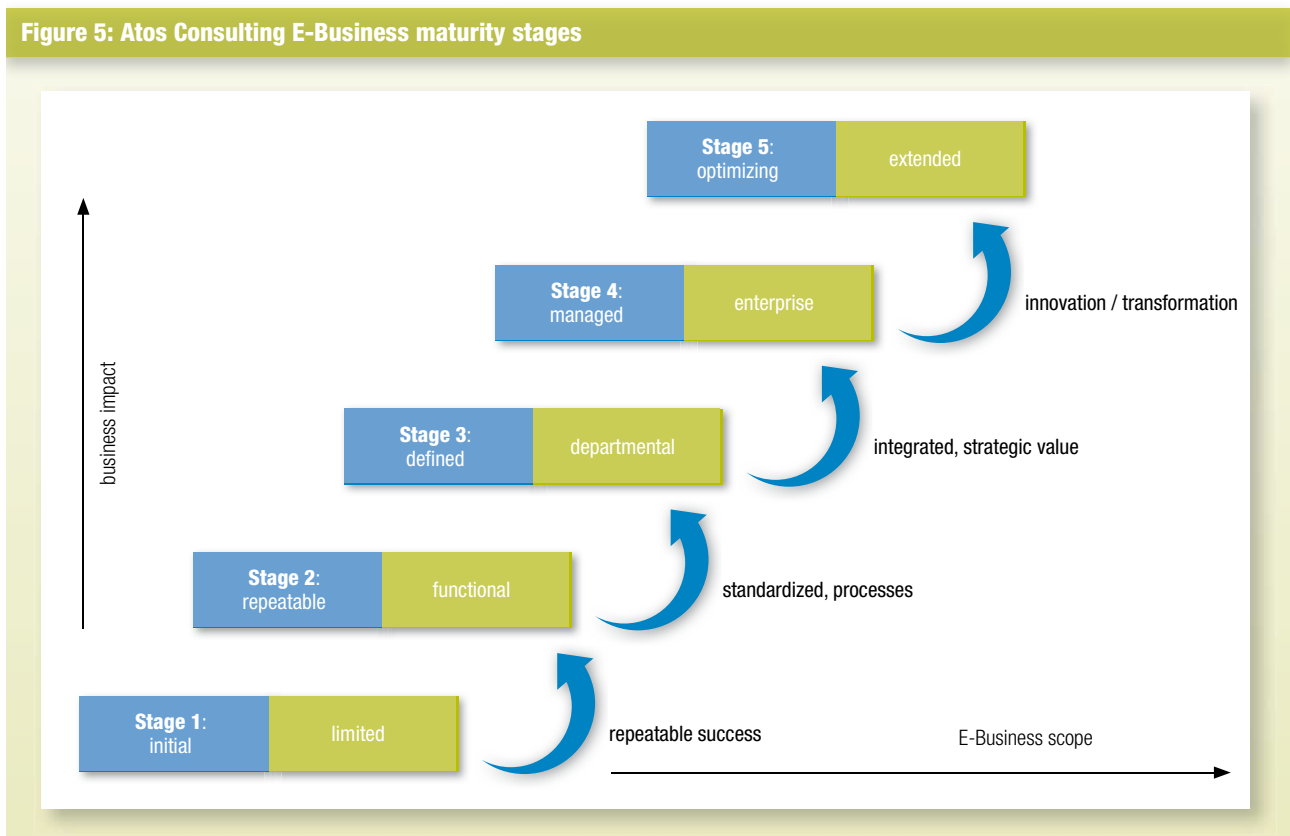 Figure 5: Atos Consulting E-Business maturity stages
Stage 5:
optimizing
extended
Stage 4:
managed
enterprise
innovation / transformation
business impact
Stage 3:
defined
departmental
integrated, strategic value
Stage 2:
repeatable
functional
standardized, processes
Stage 1:
initial
limited
repeatable success
E-Business scope